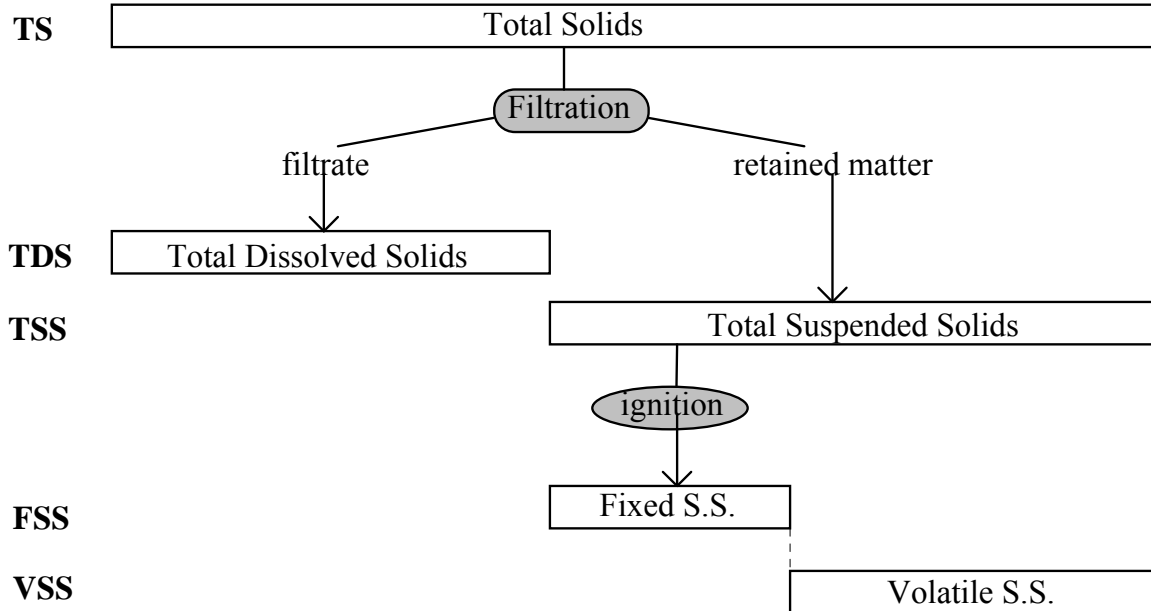 TS Total Solids
Filtration
filtrate retained matter
TDS Total Dissolved Solids
TSS Total Suspended Solids
ignition
FSS Fixed S.S.
VSS Volatile S.S.